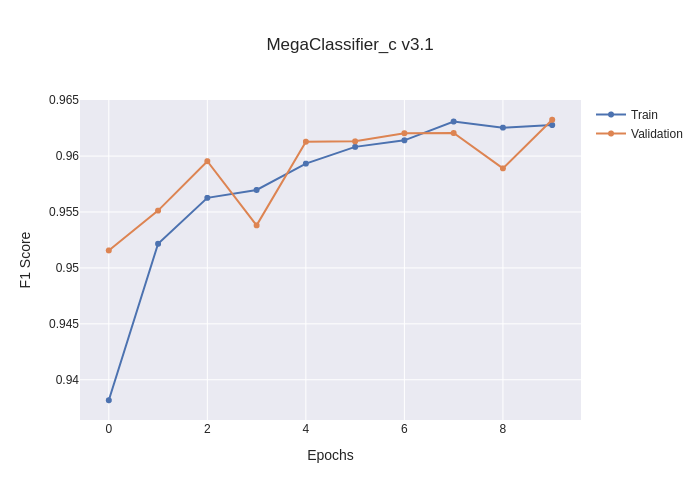 MegaClassifier_c v3.1
0.965
0.96
0.955
0.95
0.945
0.94
F1 Score
0 2 4 6 8
Epochs
Train
Validation